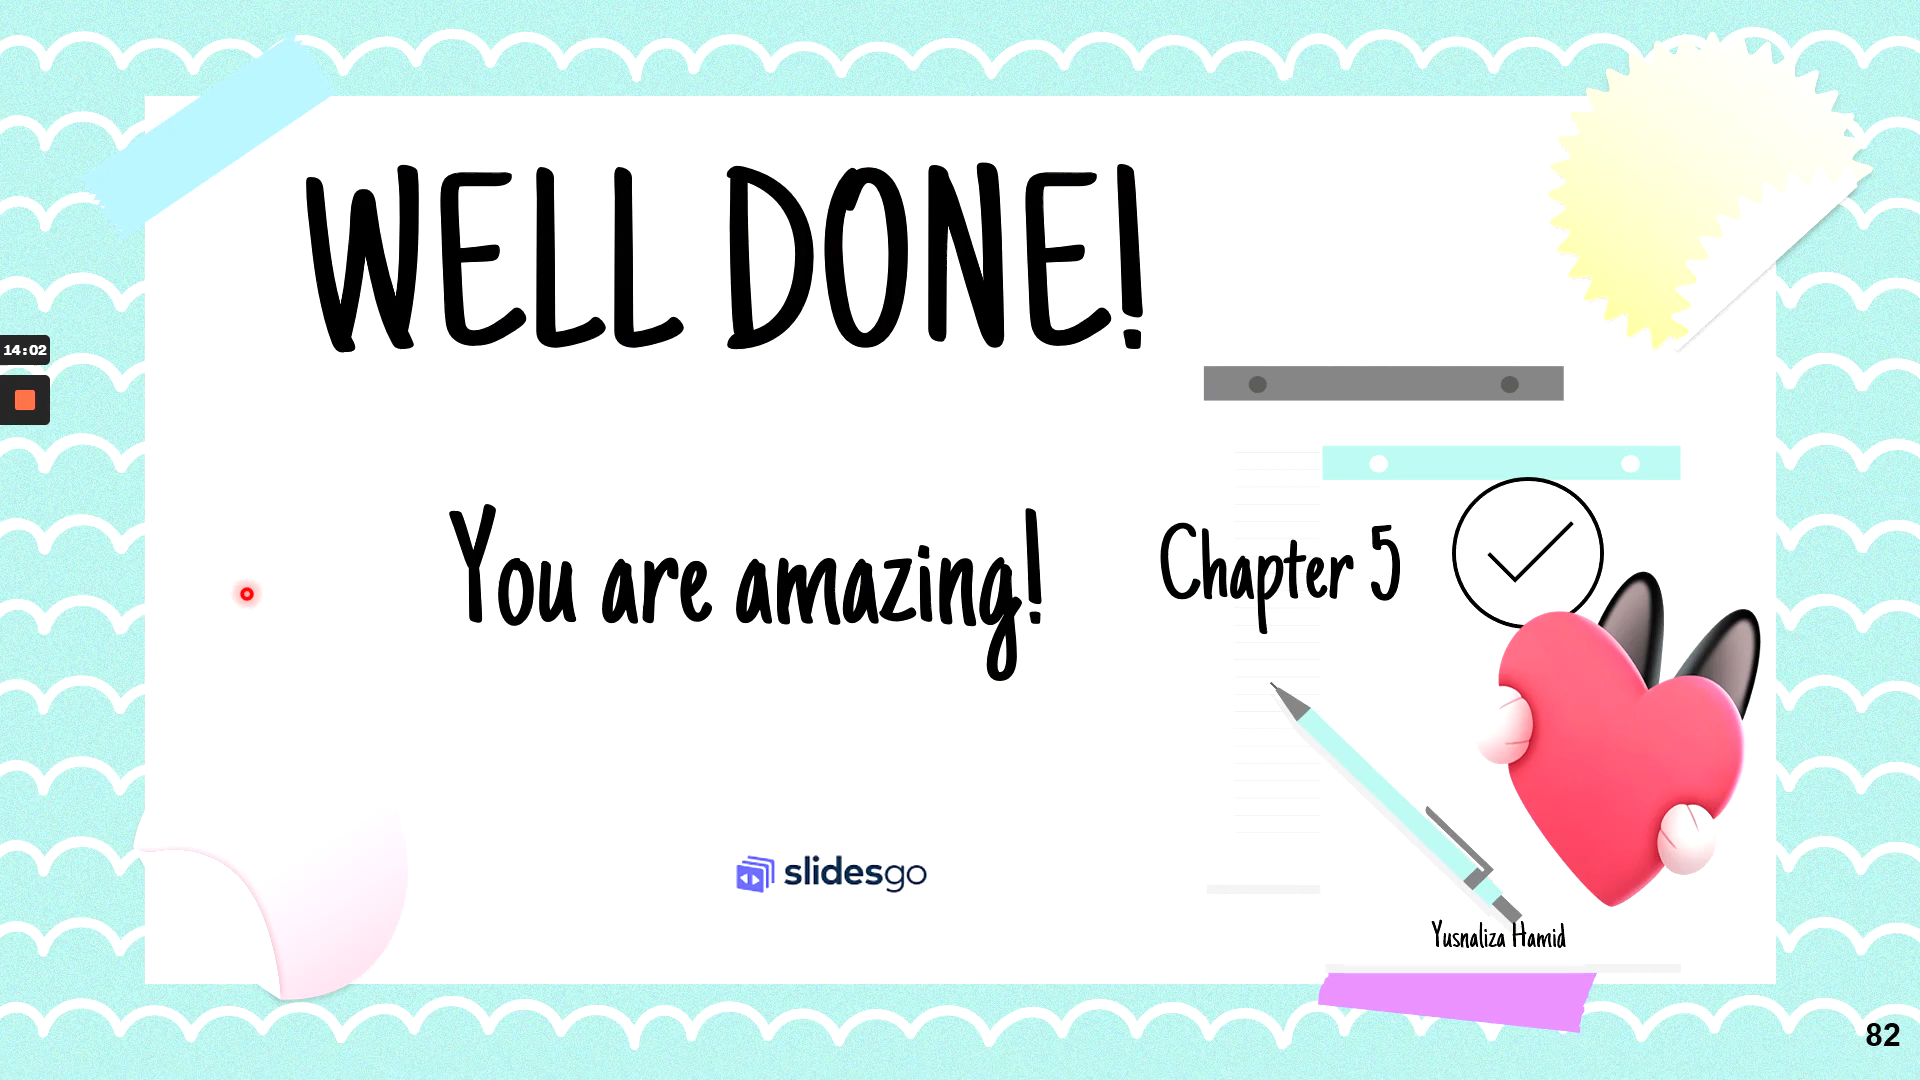 WELL DONE!
14:02
You are amazing!
Chapter 5
slidesgo
Yusnaliza Hamid
82